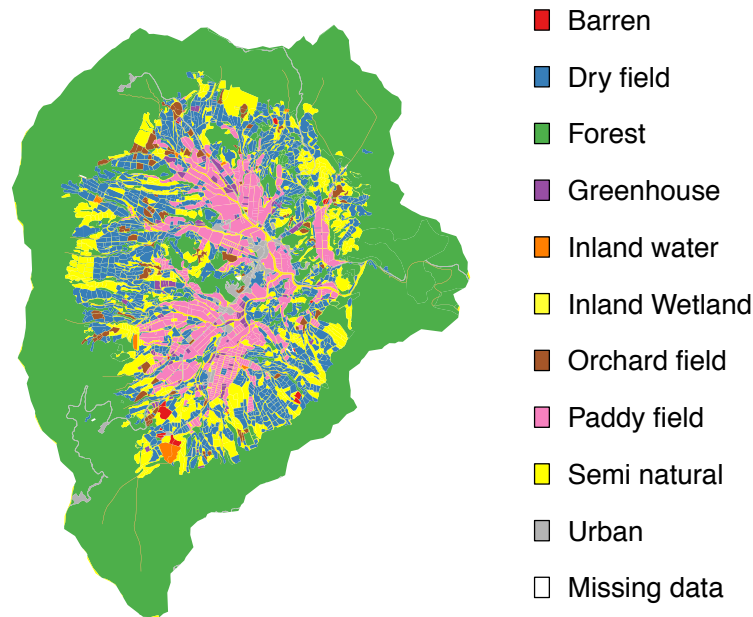 Barren
Dry field
Forest
Greenhouse
Inland water
Inland Wetland
Orchard field
Paddy field
Semi natural
Urban
Missing data